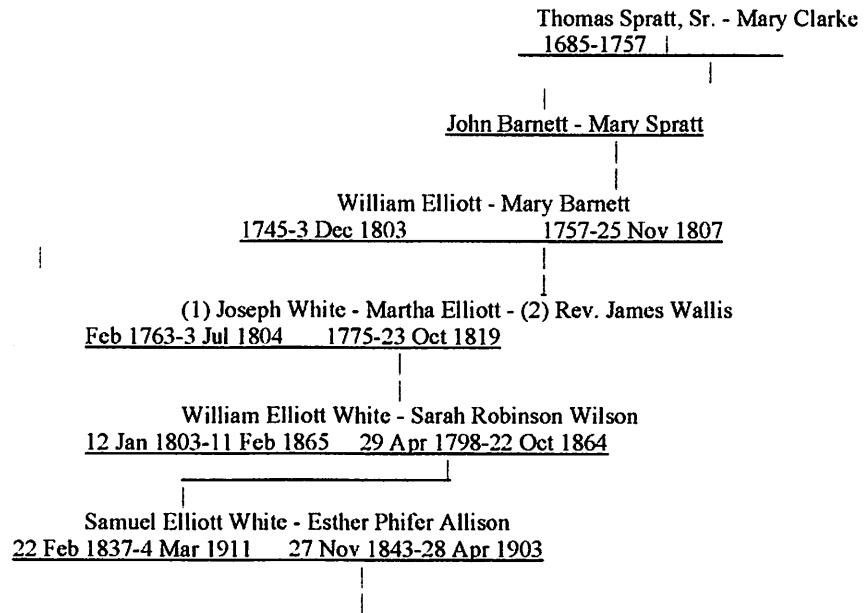 Thomas Spratt, Sr. - Mary Clarke
1685-1757
John Barnett - Mary Spratt
William Elliott - Mary Barnett
1745-3 Dec 1803 1757-25 Nov 1807
(1) Joseph White - Martha Elliott - (2) Rev. James Wallis
Feb 1763-3 Jul 1804 1775-23 Oct 1819
William Elliott White - Sarah Robinson Wilson
12 Jan 1803-11 Feb 1865 29 Apr 1798-22 Oct 1864
Samuel Elliott White - Esther Phifer Allison
22 Feb 1837-4 Mar 1911 27 Nov 1843-28 Apr 1903